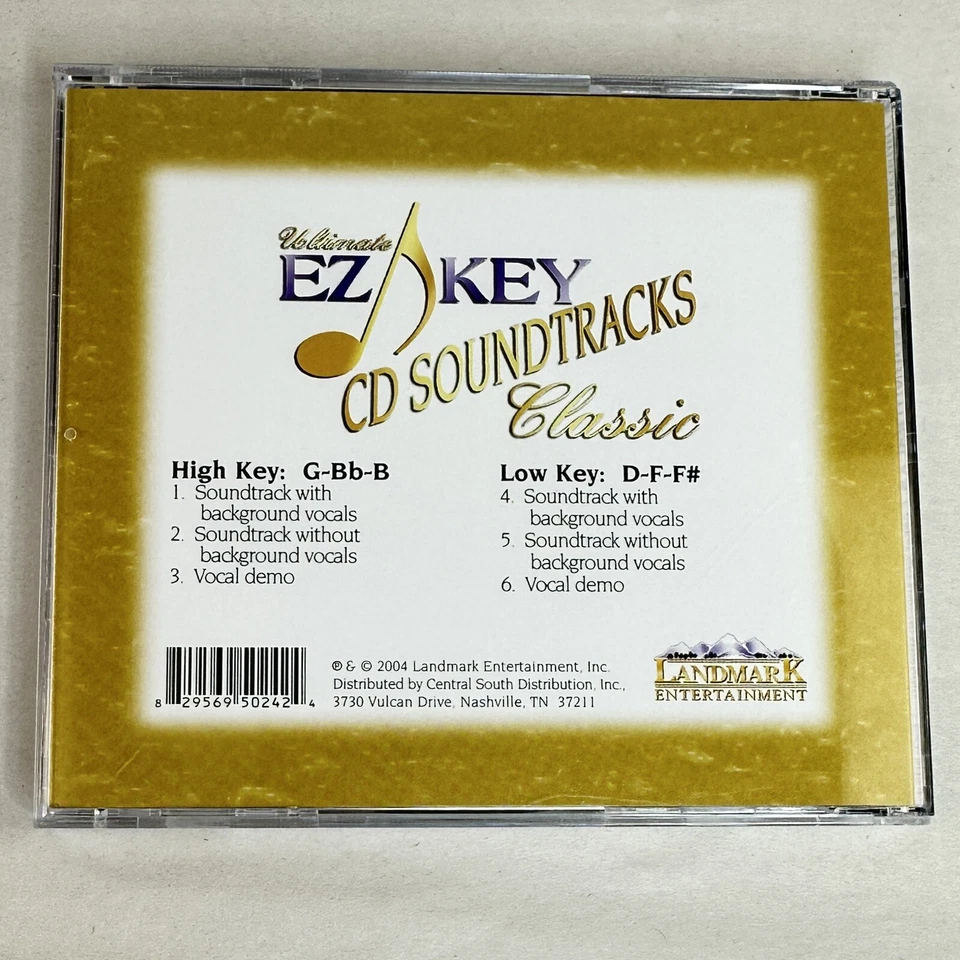 Ultimate
EZ KEY
CD SOUNDTRACKS
Classic
High Key: G-Bb-B
1. Soundtrack with
background vocals
2. Soundtrack without
background vocals
3. Vocal demo
Low Key: D-F-F#
4. Soundtrack with
background vocals
5. Soundtrack without
background vocals
6. Vocal demo
8 29569 50242 4
℗ & © 2004 Landmark Entertainment, Inc.
Distributed by Central South Distribution, Inc.,
3730 Vulcan Drive, Nashville, TN 37211
LANDMARK
ENTERTAINMENT